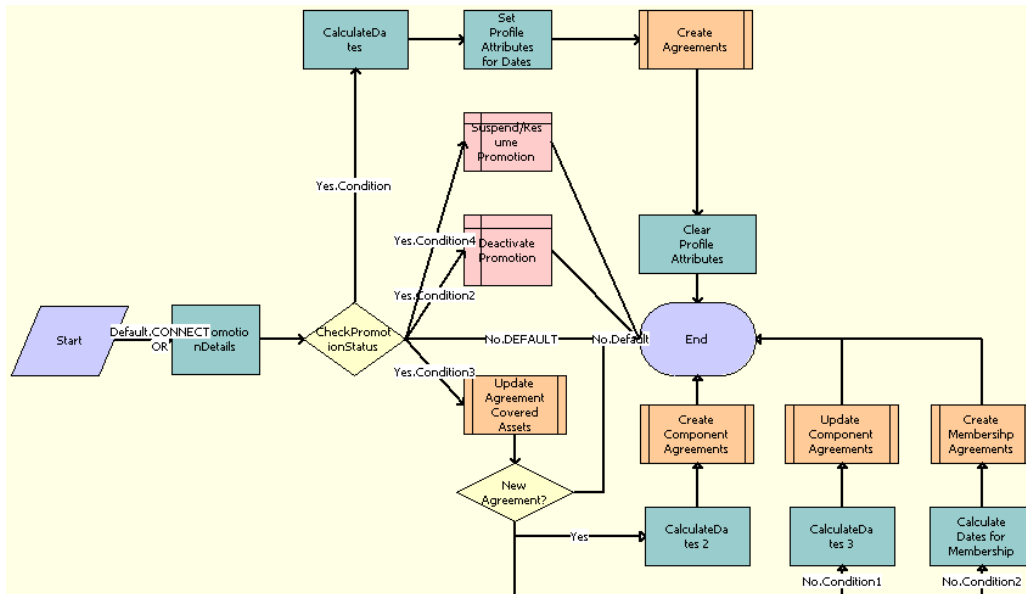 CalculateDa
tes
Set
Profile
Attributes
for Dates
Create
Agreements
Suspend/Res
ume
Promotion
Yes.Condition
Yes.Condition4
Deactivate
Promotion
Clear
Profile
Attributes
Yes.Condition2
Start
Default.CONNECT
OR
omotio
nDetails
CheckPromot
ionStatus
No.DEFAULT
No.Default
End
Yes.Condition3
Update
Agreement
Covered
Assets
Create
Component
Agreements
Update
Component
Agreements
Create
Membersihp
Agreements
New
Agreement?
Yes
CalculateDa
tes 2
CalculateDa
tes 3
Calculate
Dates for
Membership
No.Condition1
No.Condition2